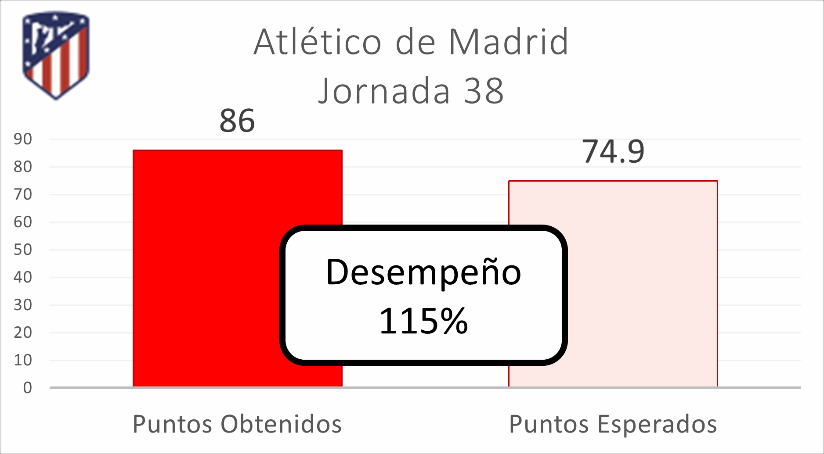 Atlético de Madrid
Jornada 38
86
74.9
90
80
70
60
50
40
30
20
10
0
Desempeño
115%
Puntos Obtenidos
Puntos Esperados